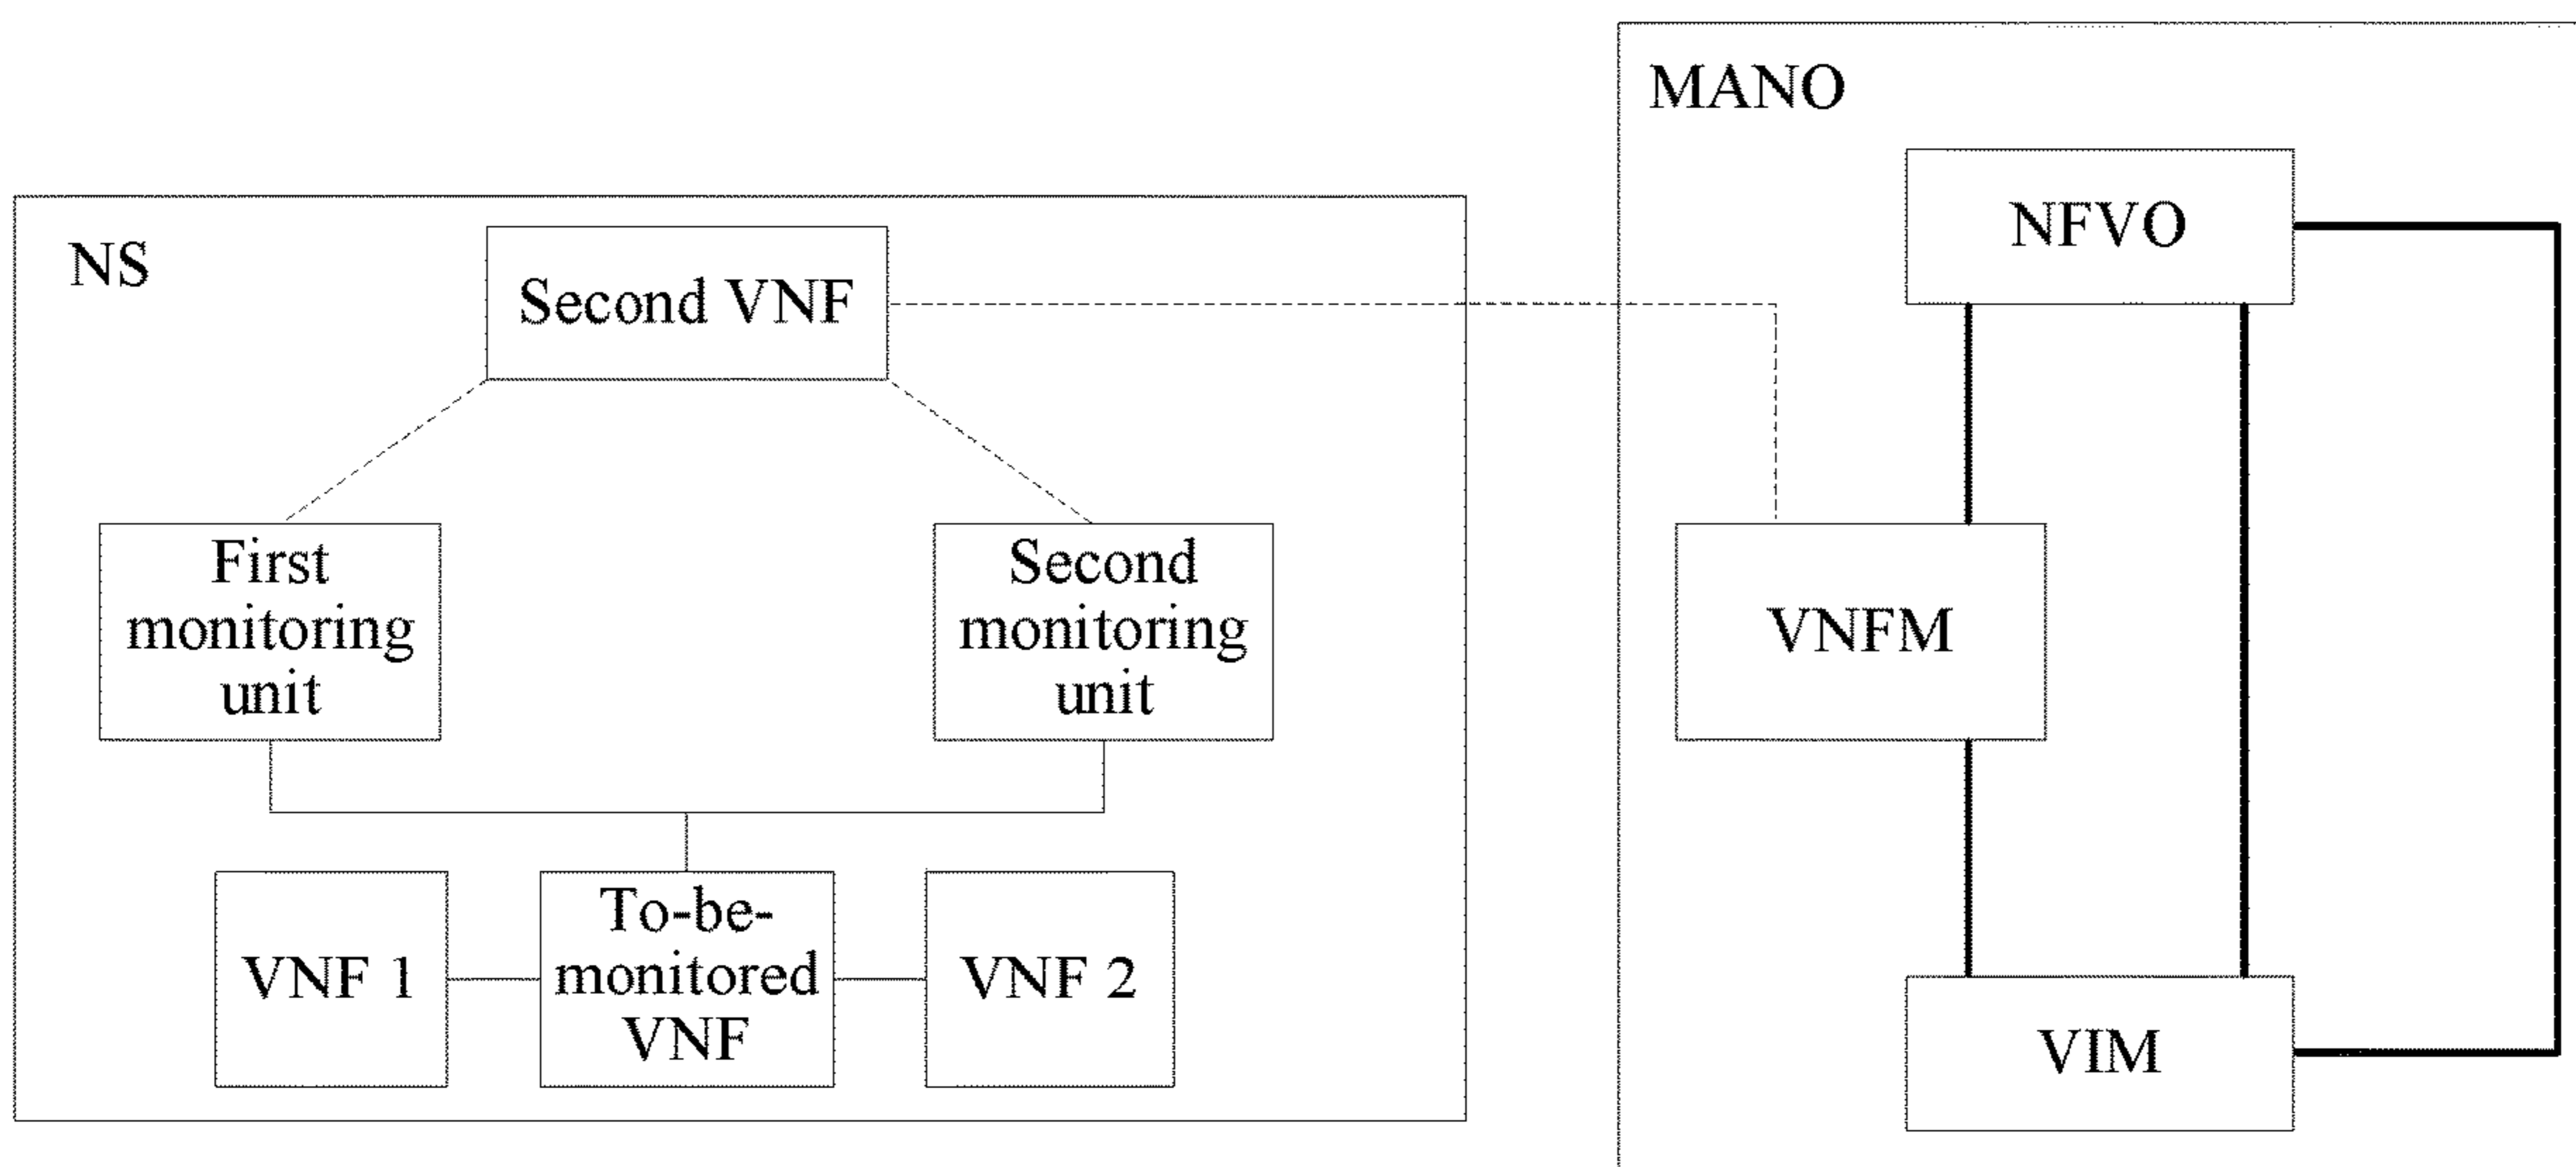 MANO
NFVO
NS
Second VNF
First
monitoring
unit
Second
monitoring
unit
VNFM
VNF 1
To-be-
monitored
VNF
VNF 2
VIM